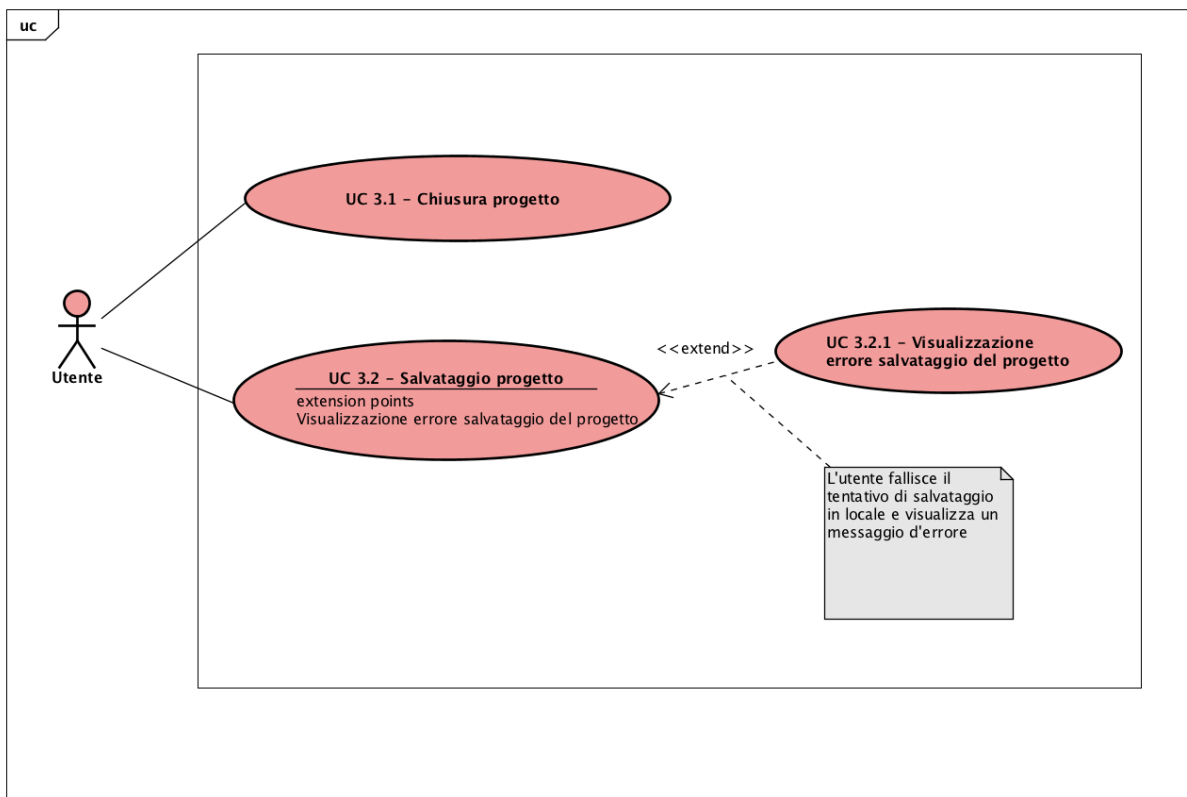 uc
UC 3.1 – Chiusura progetto
Utente
UC 3.2 – Salvataggio progetto
extension points
Visualizzazione errore salvataggio del progetto
<<extend>>
UC 3.2.1 – Visualizzazione
errore salvataggio del progetto
L'utente fallisce il
tentativo di salvataggio
in locale e visualizza un
messaggio d'errore